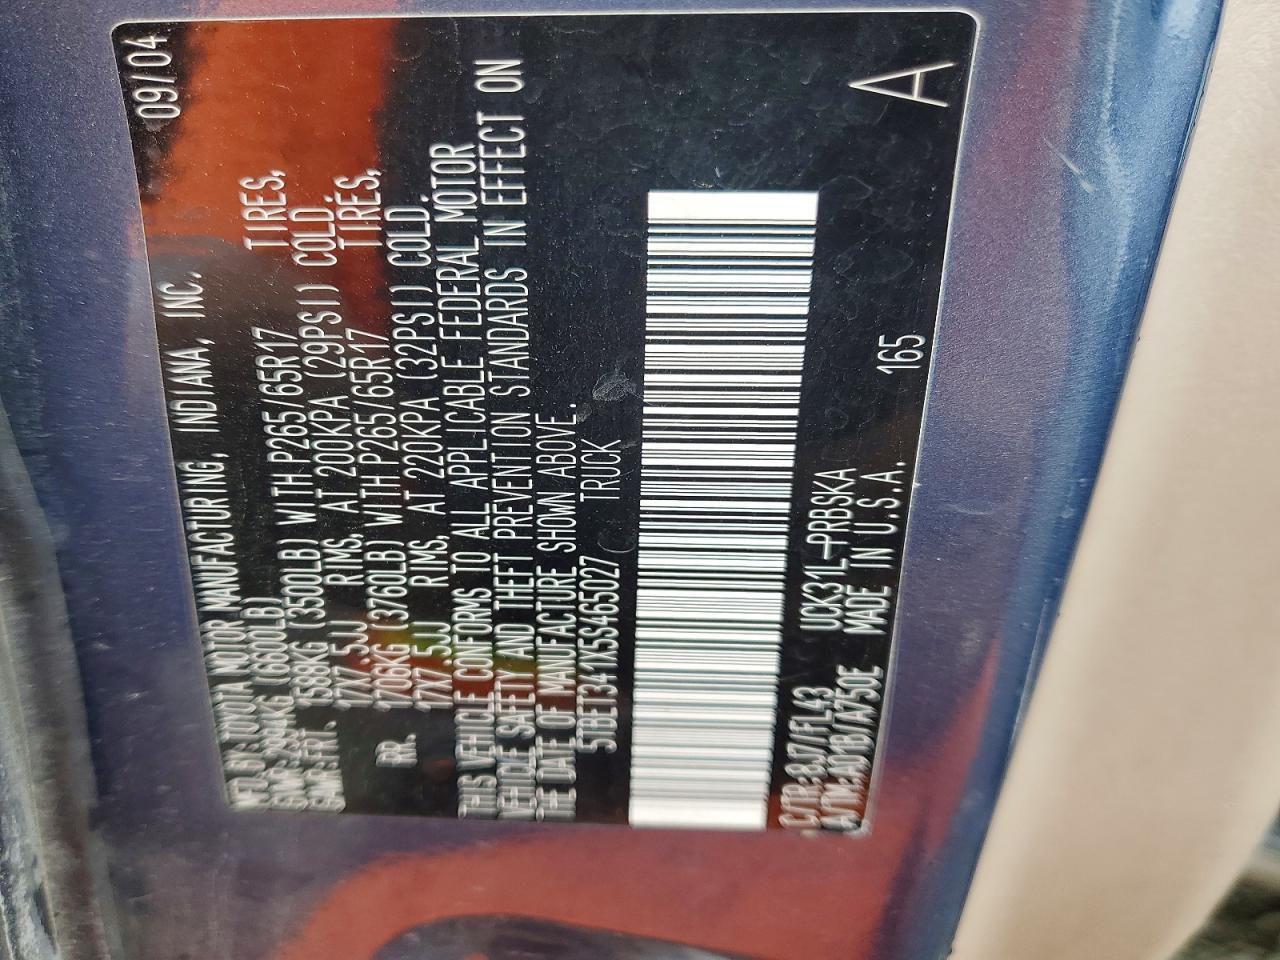 MFD BY: TOYOTA MOTOR MANUFACTURING, INDIANA, INC. 09/04
GVWR: 2994KG (6600LB)
GAWR: FRT. 1588KG (3500LB) WITH P265/65R17 TIRES,
17X7.5JJ RIMS, AT 200KPA (29PSI) COLD.
RR. 1706KG (3760LB) WITH P265/65R17 TIRES,
17X7.5JJ RIMS, AT 220KPA (32PSI) COLD.
THIS VEHICLE CONFORMS TO ALL APPLICABLE FEDERAL MOTOR
VEHICLE SAFETY AND THEFT PREVENTION STANDARDS IN EFFECT ON
THE DATE OF MANUFACTURE SHOWN ABOVE.
5TBET34115S465027 TRUCK
C/TR: 8J7/FL43 UCK31L-PRBSKA
A/TM: A01B/A750E MADE IN U.S.A. 165 A